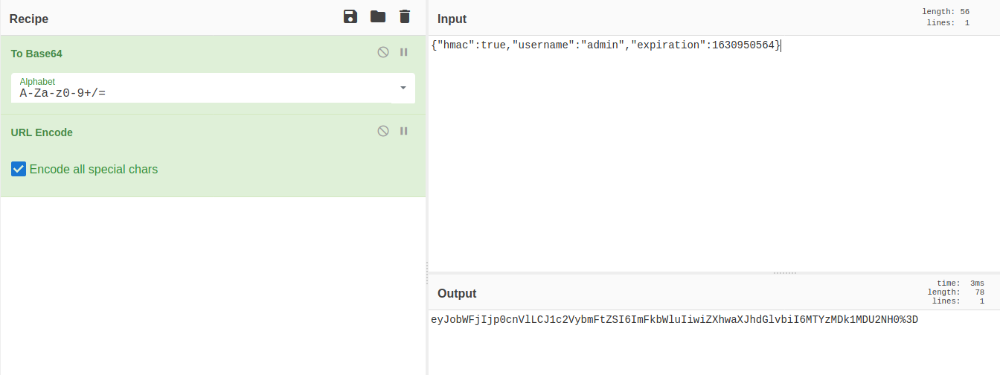 Recipe
To Base64
Alphabet
A-Za-z0-9+/=
URL Encode
Encode all special chars
Input
length: 56
lines: 1
{"hmac":true,"username":"admin","expiration":1630950564}
Output
time: 3ms
length: 78
lines: 1
eyJobWFjIjp0cnVlLCJ1c2VybmFtZSI6ImFkbWluIiwiZXhwaXJhdGlvbiI6MTYzMDk1MDU2NH0%3D